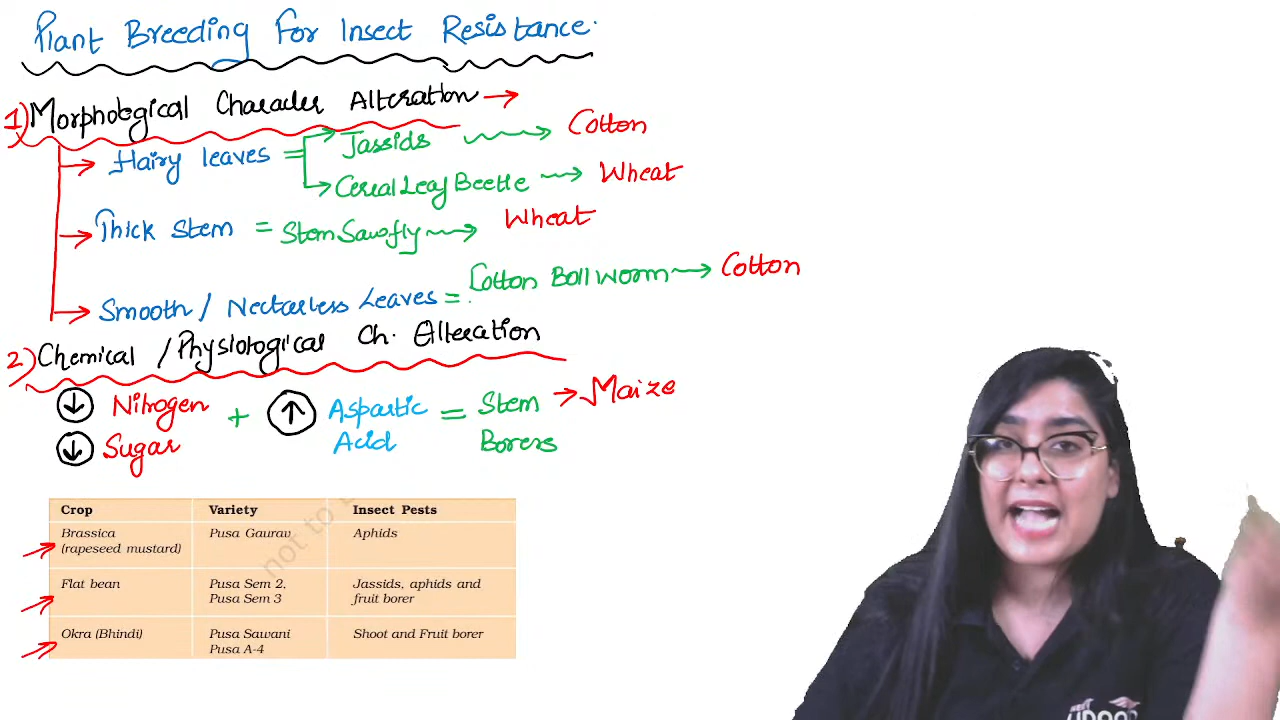 Plant Breeding For Insect Resistance.
1) Morphological Character Alteration →
→ Hairy leaves = → Jassids → Cotton
→ Cereal Leaf Beetle → Wheat
→ Thick Stem = Stem Sawfly → Wheat
→ Smooth / Nectarless Leaves = Cotton Boll worm → Cotton
2) Chemical / Physiological Ch. Alteration
↓ Nitrogen + ↑ Aspartic = Stem → Maize
↓ Sugar Acid Borers
Crop Variety Insect Pests
Brassica Pusa Gaurav Aphids
(rapeseed mustard)
Flat bean Pusa Sem 2, Jassids, aphids and
Pusa Sem 3 fruit borer
Okra (Bhindi) Pusa Sawani Shoot and Fruit borer
Pusa A-4
not to